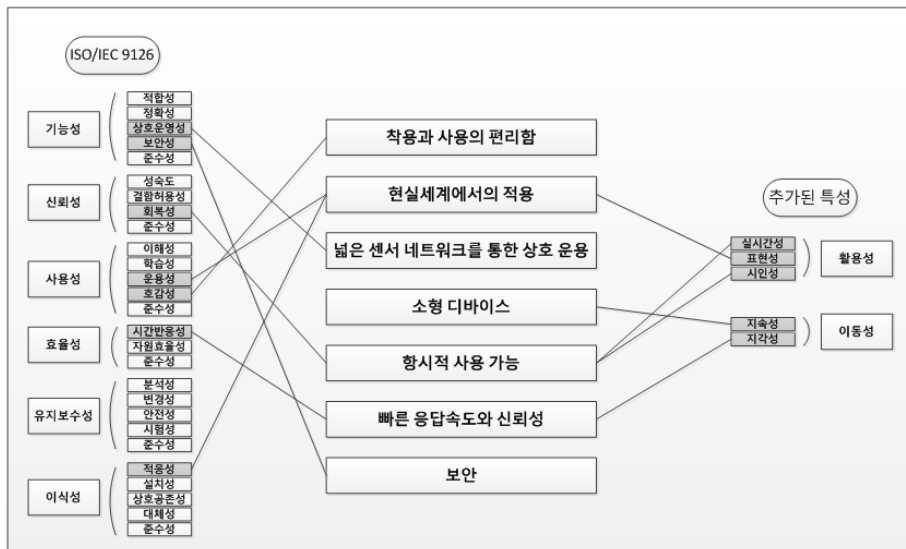 ISO/IEC 9126
기능성
적합성
정확성
상호운영성
보안성
준수성
신뢰성
성숙도
결함허용성
회복성
준수성
사용성
이해성
학습성
운용성
호감성
준수성
효율성
시간반응성
자원효율성
준수성
유지보수성
분석성
변경성
안전성
시험성
준수성
이식성
적응성
설치성
상호공존성
대체성
준수성
착용과 사용의 편리함
현실세계에서의 적용
넓은 센서 네트워크를 통한 상호 운용
소형 디바이스
항시적 사용 가능
빠른 응답속도와 신뢰성
보안
추가된 특성
실시간성
표현성
시인성
활용성
지속성
지각성
이동성